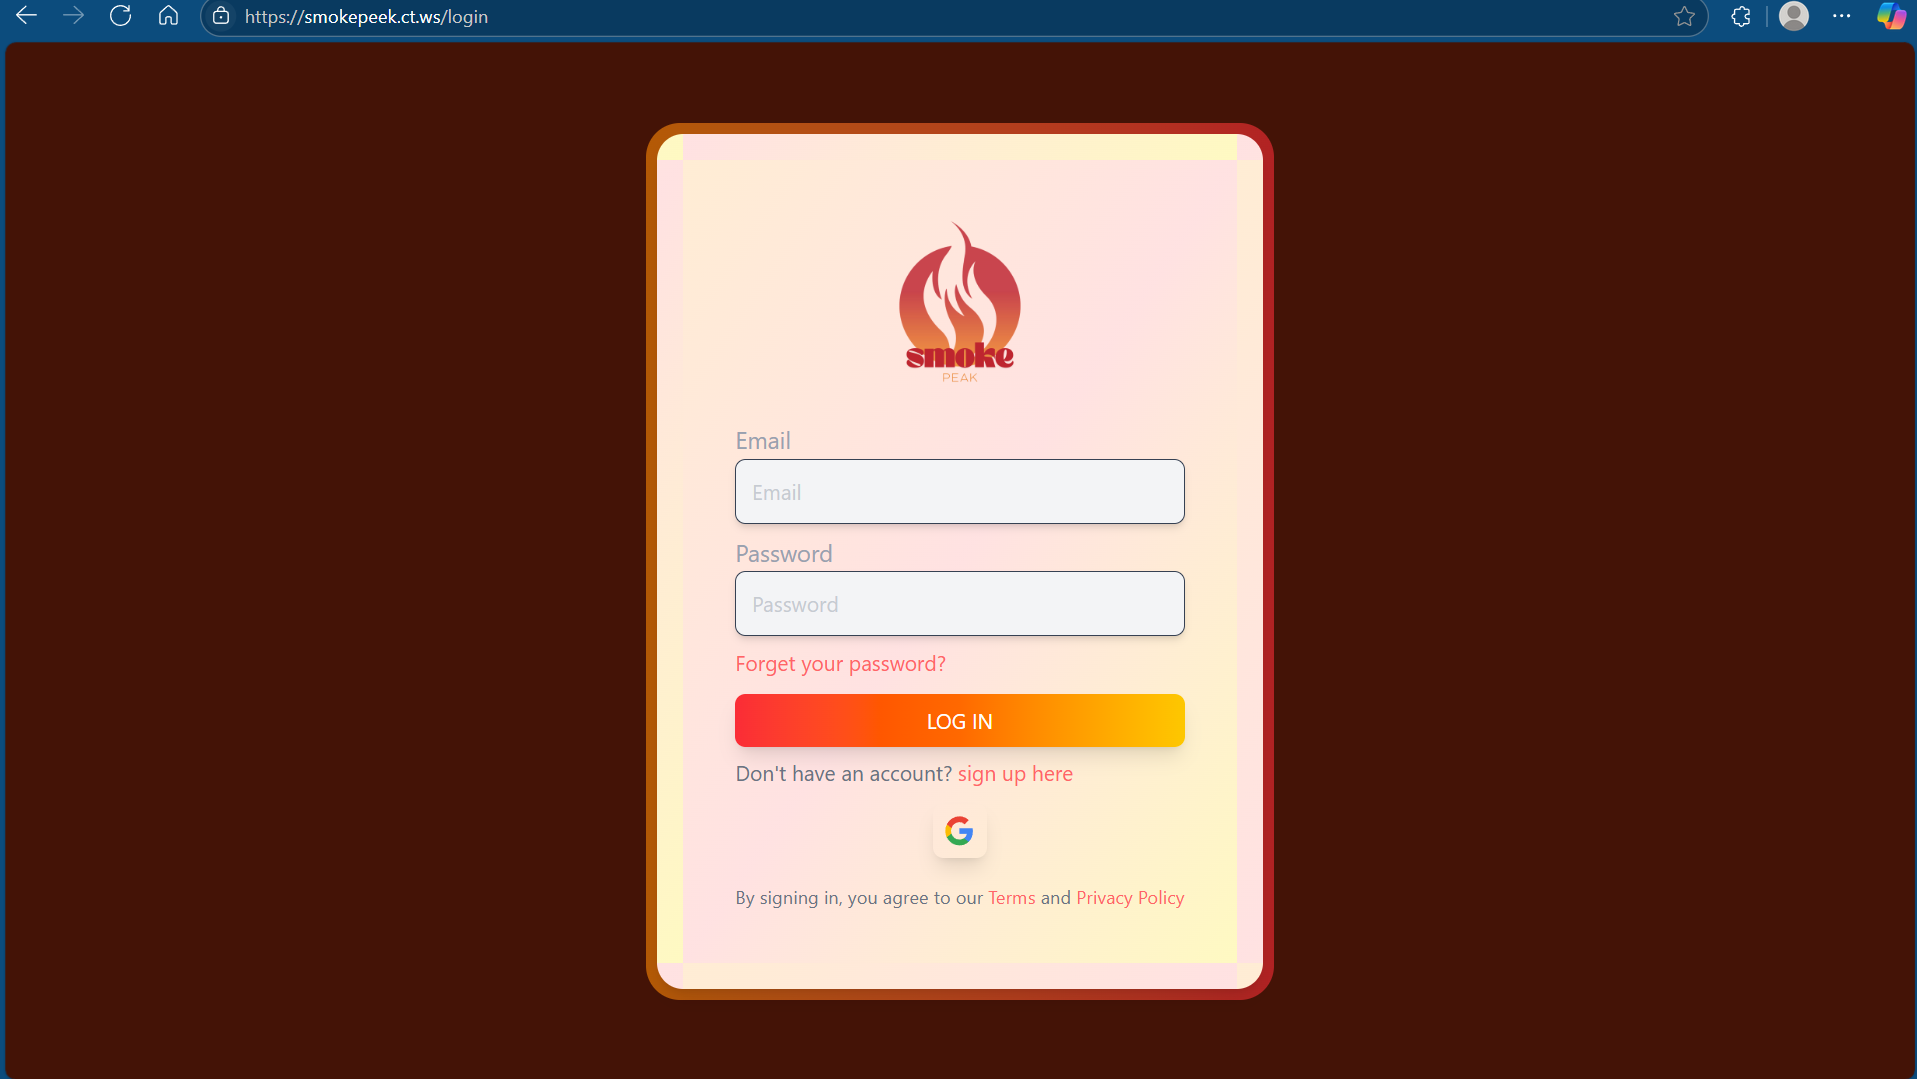 https://smokepeek.ct.ws/login
smoke
PEAK
Email
Email
Password
Password
Forget your password?
LOG IN
Don't have an account? sign up here
By signing in, you agree to our Terms and Privacy Policy